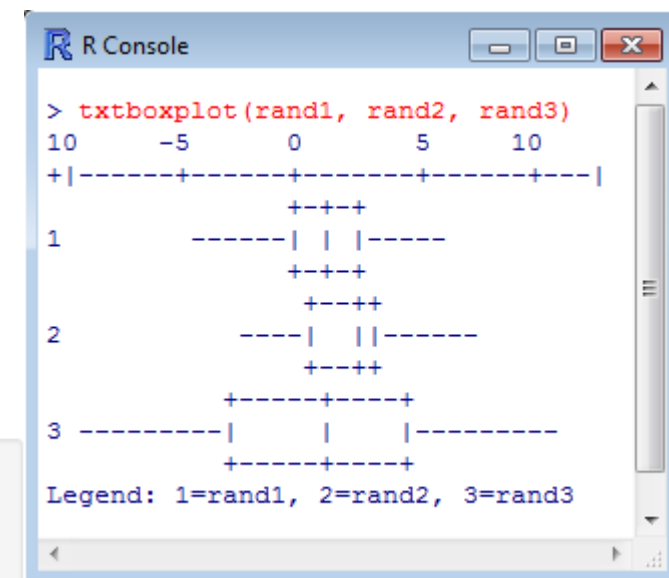 R Console
> txtboxplot(rand1, rand2, rand3)
10      -5       0        5      10
+|------+------+-------+------+---|
               +-+-+
1        ------| | |-----
               +-+-+
                +--++
2           ----|  ||------
                +--++
           +-----+----+
3 ---------|     |    |---------
           +-----+----+
Legend: 1=rand1, 2=rand2, 3=rand3